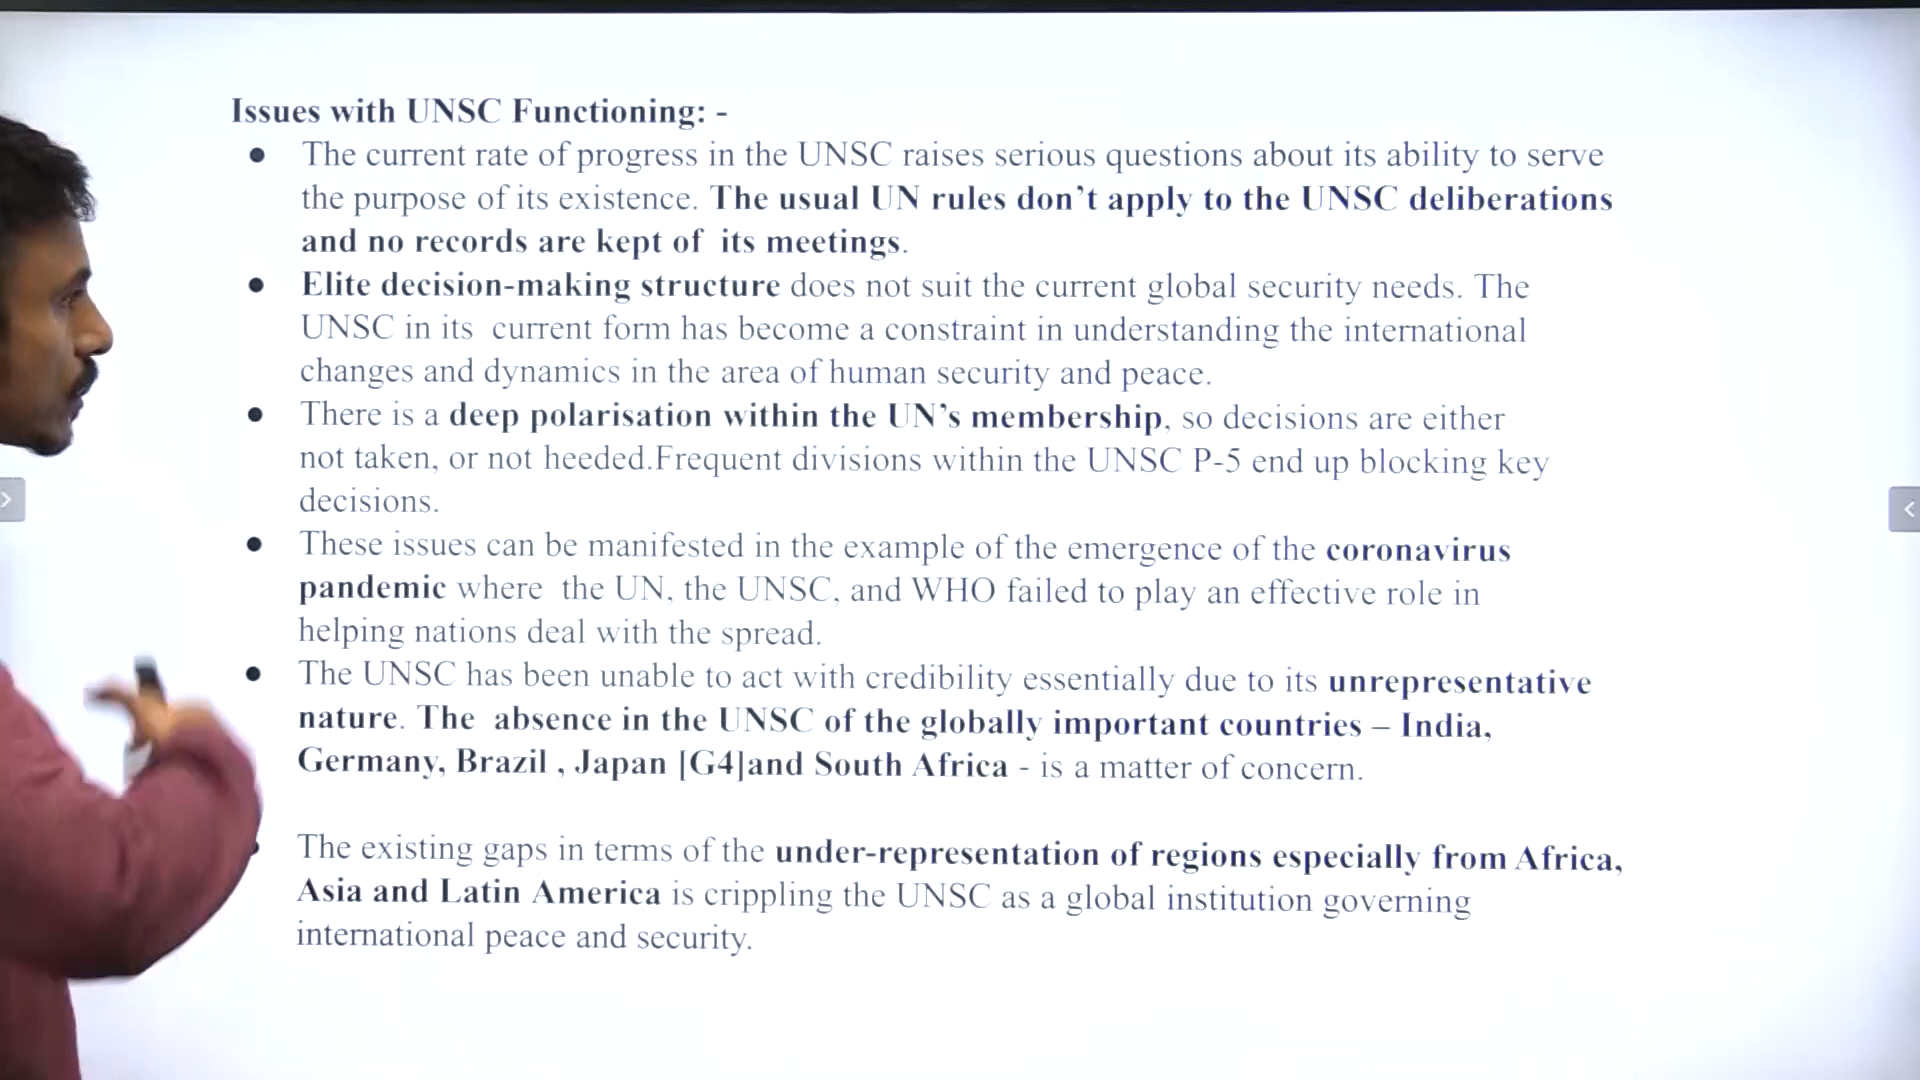 Issues with UNSC Functioning: -
● The current rate of progress in the UNSC raises serious questions about its ability to serve
the purpose of its existence. The usual UN rules don’t apply to the UNSC deliberations
and no records are kept of its meetings.
● Elite decision-making structure does not suit the current global security needs. The
UNSC in its current form has become a constraint in understanding the international
changes and dynamics in the area of human security and peace.
● There is a deep polarisation within the UN’s membership, so decisions are either
not taken, or not heeded.Frequent divisions within the UNSC P-5 end up blocking key
decisions.
● These issues can be manifested in the example of the emergence of the coronavirus
pandemic where the UN, the UNSC, and WHO failed to play an effective role in
helping nations deal with the spread.
● The UNSC has been unable to act with credibility essentially due to its unrepresentative
nature. The absence in the UNSC of the globally important countries – India,
Germany, Brazil , Japan [G4]and South Africa - is a matter of concern.
● The existing gaps in terms of the under-representation of regions especially from Africa,
Asia and Latin America is crippling the UNSC as a global institution governing
international peace and security.